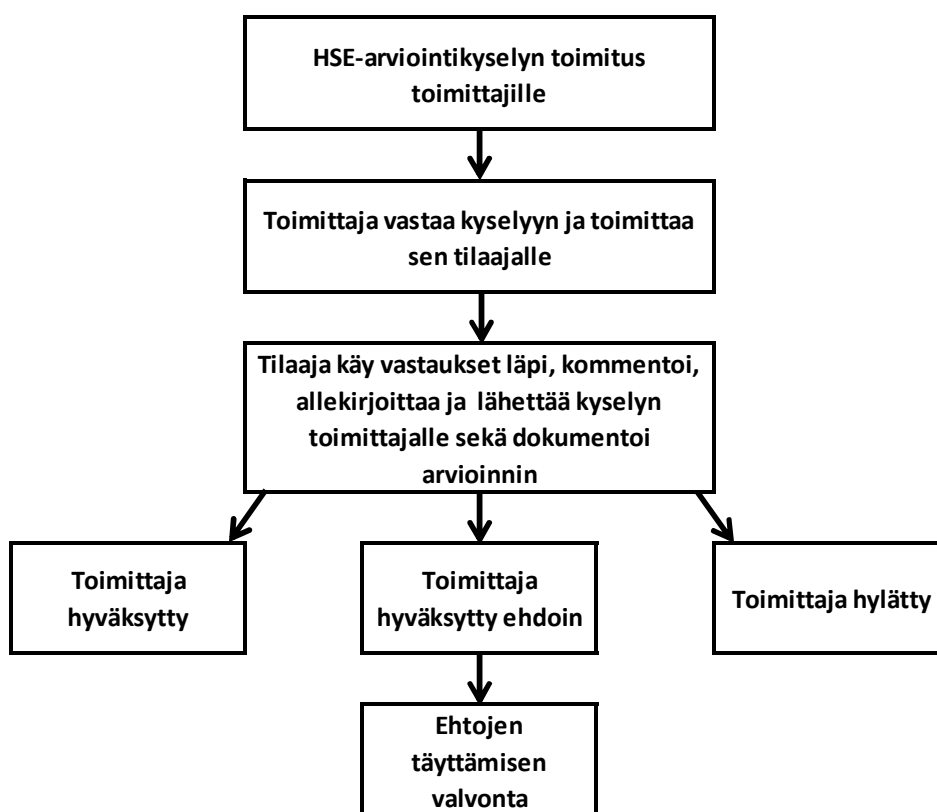 HSE-arviointikyselyn toimitus
toimittajille
Toimittaja vastaa kyselyyn ja toimittaa
sen tilaajalle
Tilaaja käy vastaukset läpi, kommentoi,
allekirjoittaa ja lähettää kyselyn
toimittajalle sekä dokumentoi
arvioinnin
Toimittaja
hyväksytty
Toimittaja
hyväksytty ehdoin
Toimittaja hylätty
Ehtojen
täyttämisen
valvonta